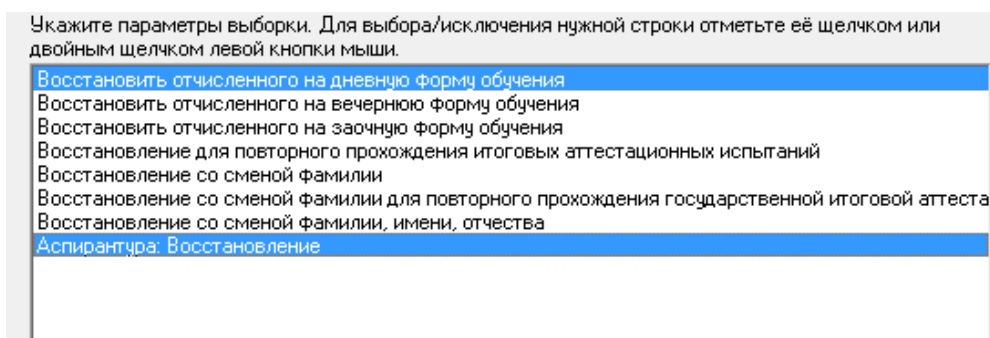 Укажите параметры выборки. Для выбора/исключения нужной строки отметьте её щелчком или
двойным щелчком левой кнопки мыши.
Восстановить отчисленного на дневную форму обучения
Восстановить отчисленного на вечернюю форму обучения
Восстановить отчисленного на заочную форму обучения
Восстановление для повторного прохождения итоговых аттестационных испытаний
Восстановление со сменой фамилии
Восстановление со сменой фамилии для повторного прохождения государственной итоговой аттеста
Восстановление со сменой фамилии, имени, отчества
Аспирантура: Восстановление